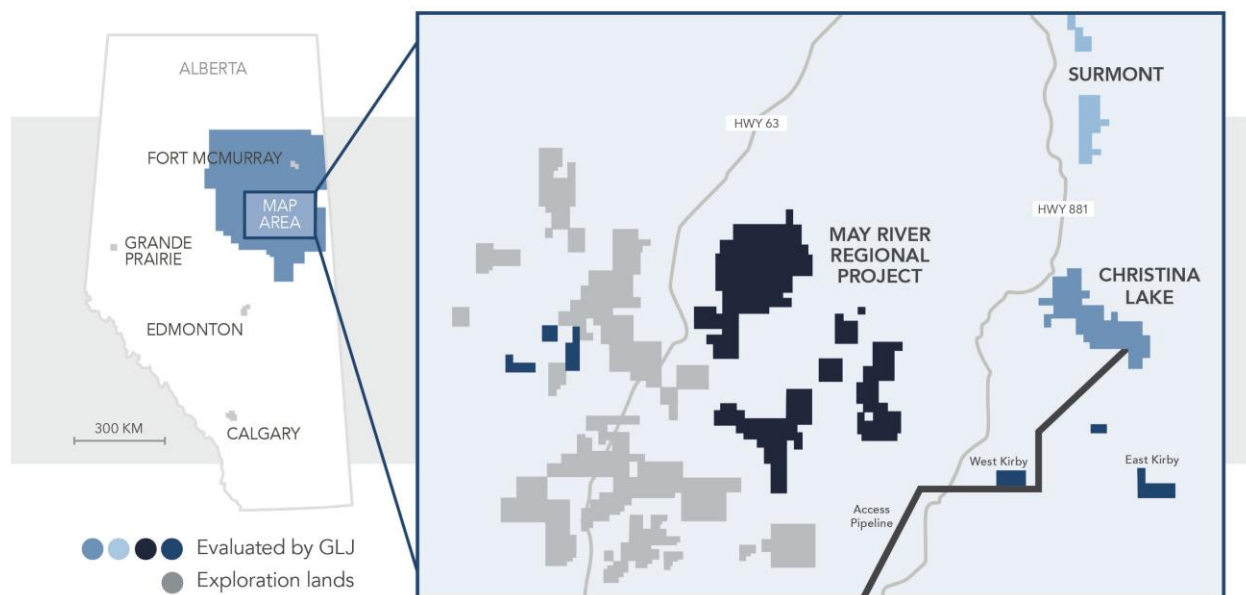 ALBERTA
FORT MCMURRAY
MAP
AREA
GRANDE
PRAIRIE
EDMONTON
CALGARY
300 KM
Evaluated by GLJ
Exploration lands
SURMONT
HWY 63
HWY 881
MAY RIVER
REGIONAL
PROJECT
CHRISTINA
LAKE
West Kirby
East Kirby
Access
Pipeline